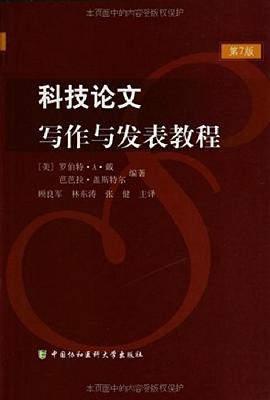 本页面中的内容受版权保护
第7版
科技论文
写作与发表教程
[美] 罗伯特·A·戴
芭芭拉·盖斯特尔 编著
顾良军 林东涛 张 健 主译
中国协和医科大学出版社
本页面中的内容受版权保护